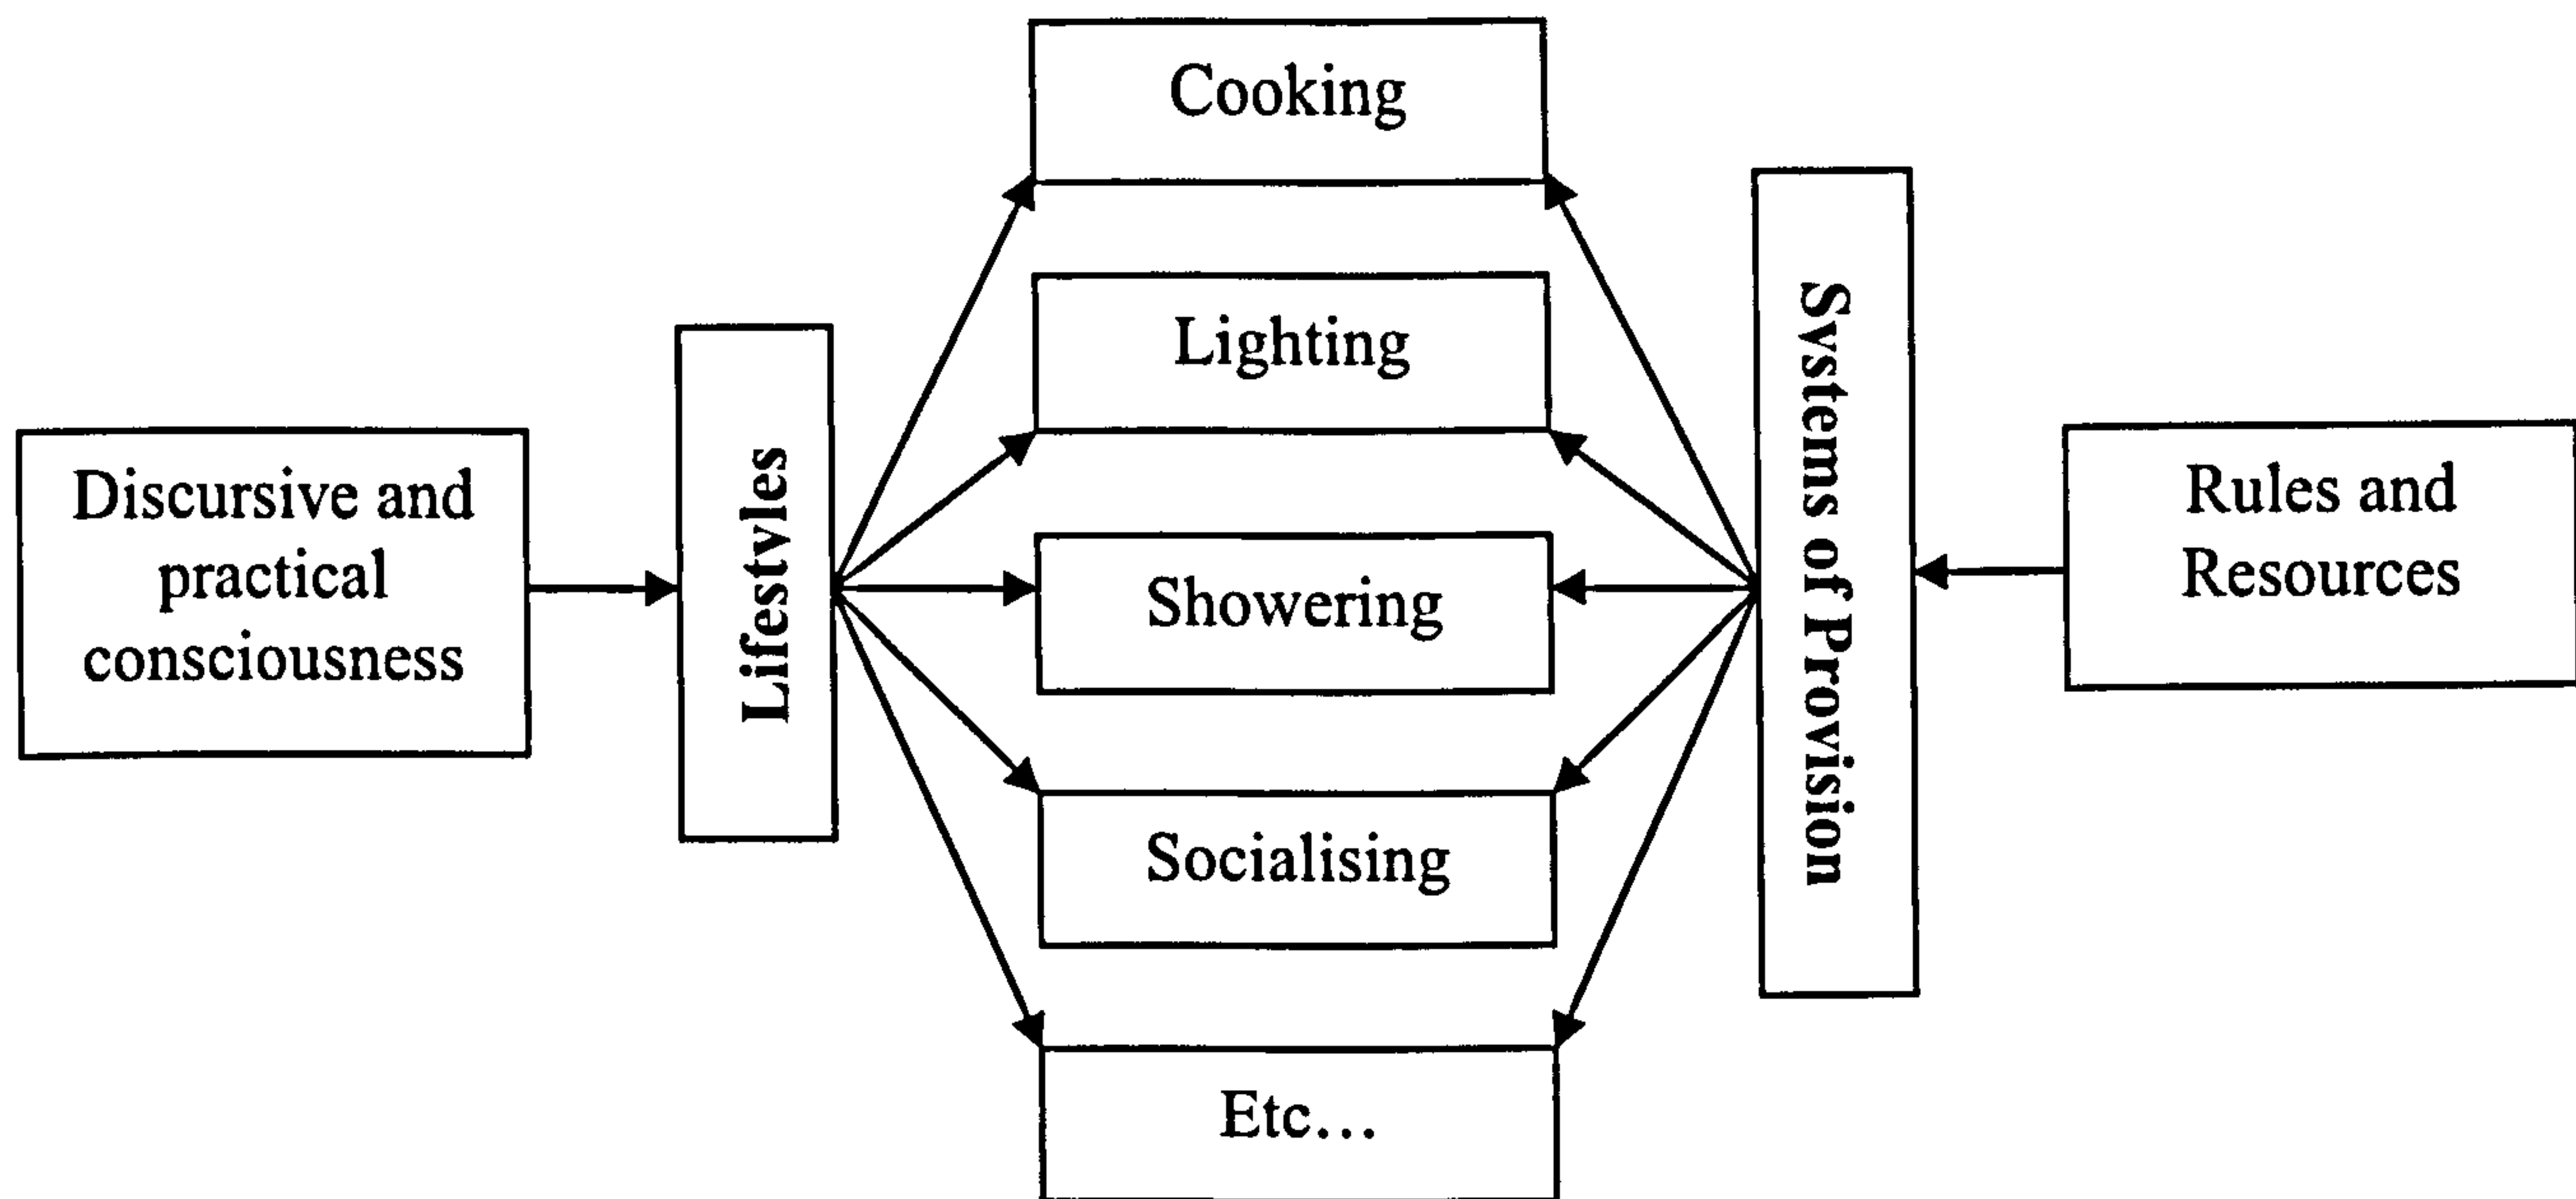 Cooking
Lighting
Showering
Socialising
Etc...
Discursive and
practical
consciousness
Lifestyles
Systems of Provision
Rules and
Resources